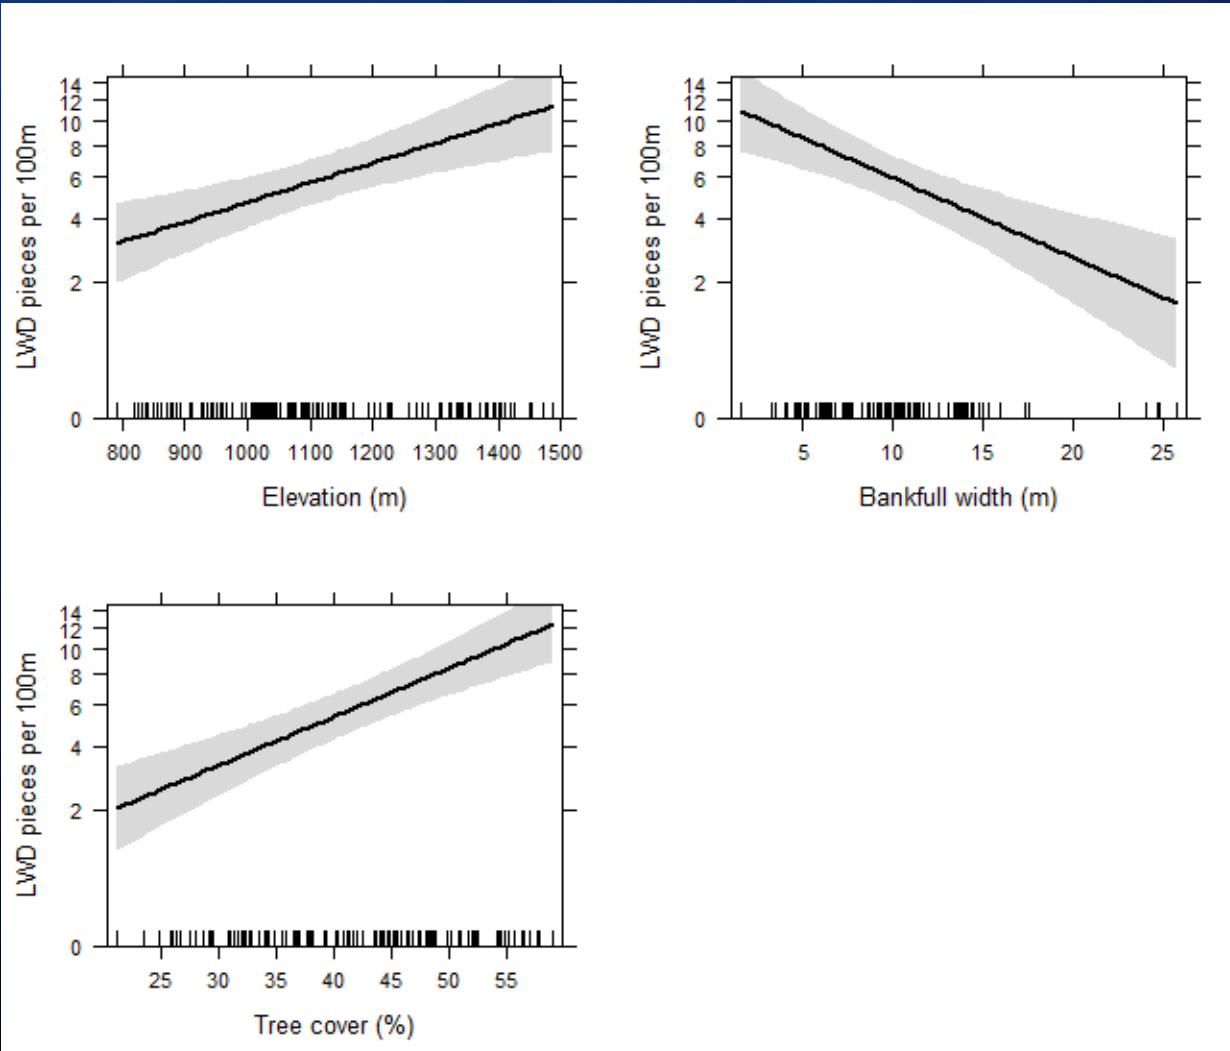 LWD pieces per 100m
14
12
10
8
6
4
2
0
800 900 1000 1100 1200 1300 1400 1500
Elevation (m)
LWD pieces per 100m
14
12
10
8
6
4
2
0
5 10 15 20 25
Bankfull width (m)
LWD pieces per 100m
14
12
10
8
6
4
2
0
25 30 35 40 45 50 55
Tree cover (%)